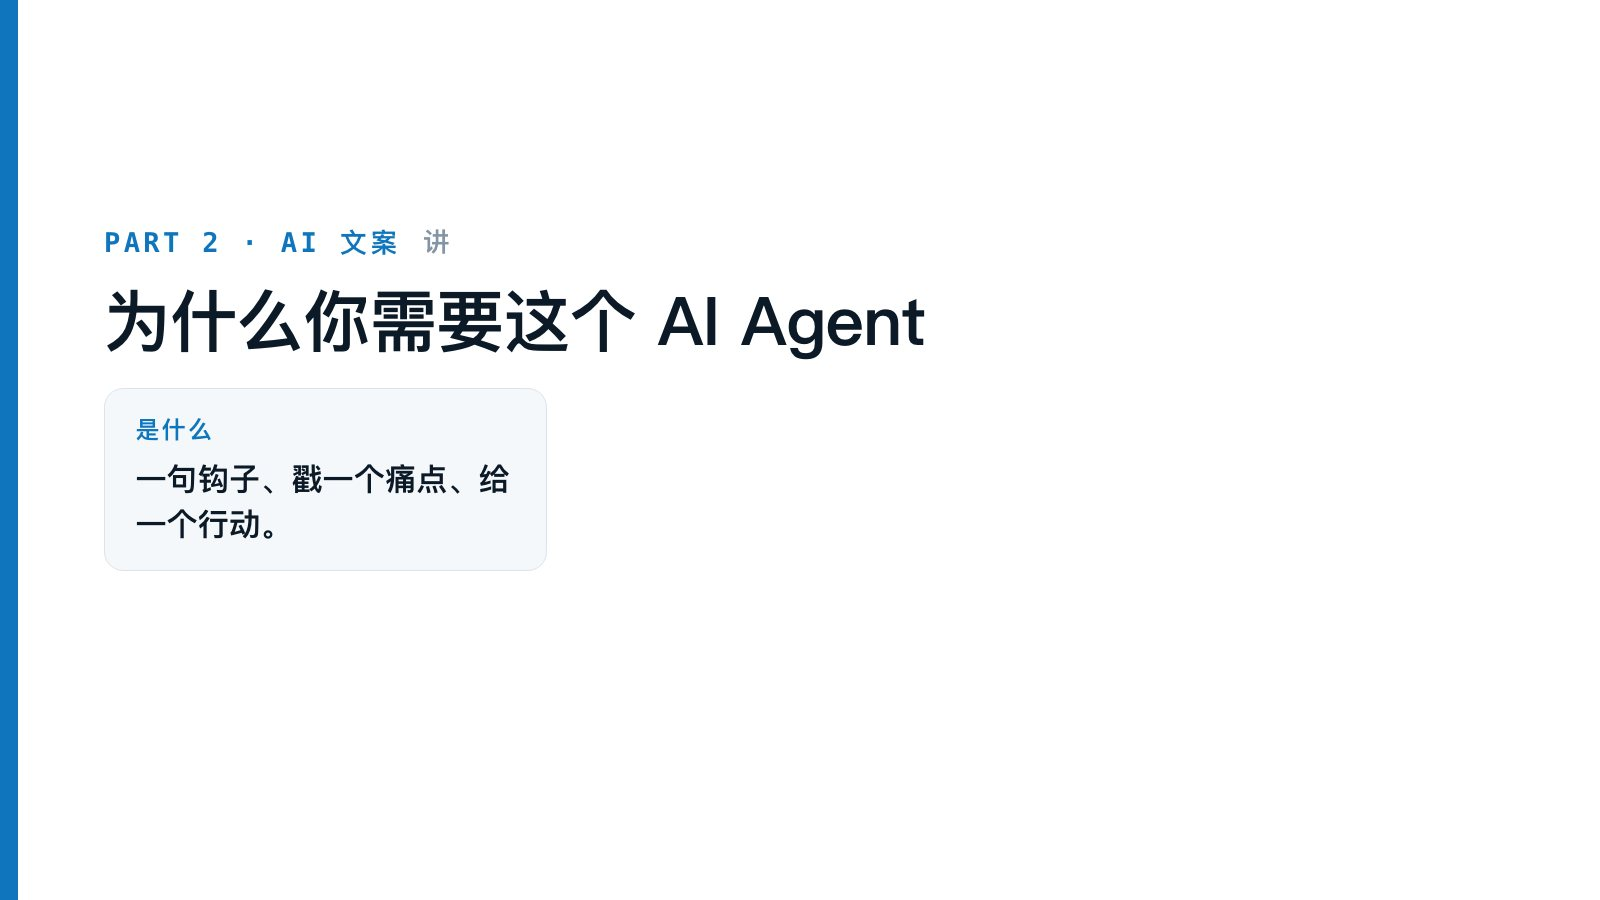 PART 2 · AI 文案 讲
为什么你需要这个 AI Agent
是什么
一句钩子、戳一个痛点、给
一个行动。